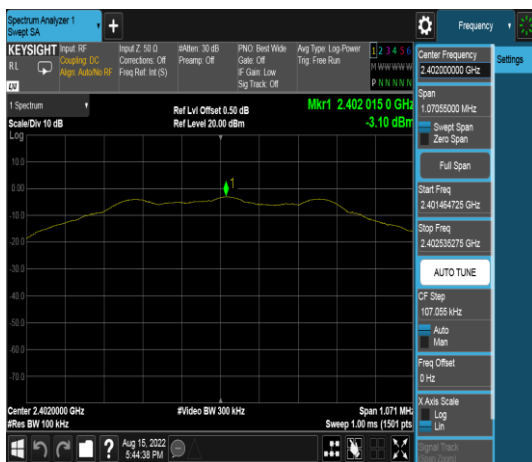 Spectrum Analyzer 1
Swept SA
+
Frequency
KEYSIGHT
RL
LXI
Input: RF
Coupling: DC
Align: Auto/No RF
Input Z: 50 Ω
Corrections: Off
Freq Ref: Int (S)
#Atten: 30 dB
Preamp: Off
PNO: Best Wide
Gate: Off
IF Gain: Low
Sig Track: Off
Avg Type: Log-Power
Trig: Free Run
1 2 3 4 5 6
M W W W W W
P N N N N N
1 Spectrum
Scale/Div 10 dB
Log
Ref Lvl Offset 0.50 dB
Ref Level 20.00 dBm
Mkr1 2.402 015 0 GHz
-3.10 dBm
1
10.0
0.00
-10.0
-20.0
-30.0
-40.0
-50.0
-60.0
-70.0
Center 2.4020000 GHz
#Res BW 100 kHz
#Video BW 300 kHz
Span 1.071 MHz
Sweep 1.00 ms (1501 pts
?
Aug 15, 2022
5:44:38 PM
Center Frequency
2.402000000 GHz
Span
1.07055000 MHz
Swept Span
Zero Span
Full Span
Start Freq
2.401464725 GHz
Stop Freq
2.402535275 GHz
AUTO TUNE
CF Step
107.055 kHz
Auto
Man
Freq Offset
0 Hz
X Axis Scale
Log
Lin
Signal Track
(Span Zoom)
Settings